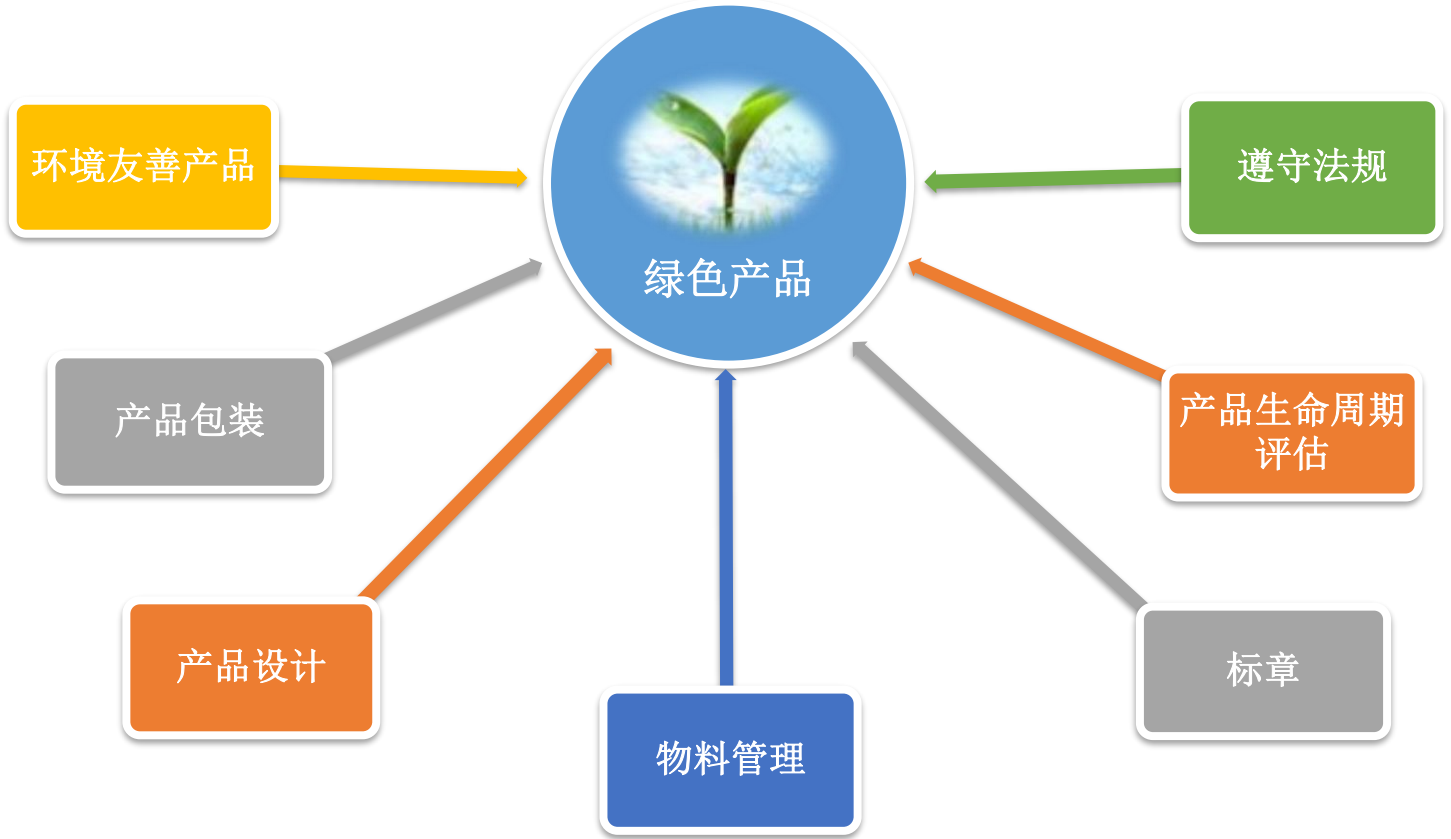 环境友善产品
遵守法规
绿色产品
产品包装
产品生命周期
评估
产品设计
标章
物料管理